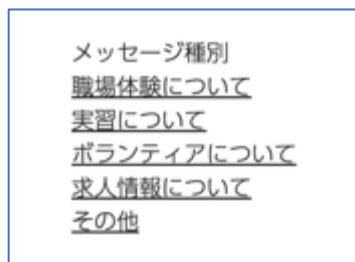 メッセージ種別
職場体験について
実習について
ボランティアについて
求人情報について
その他